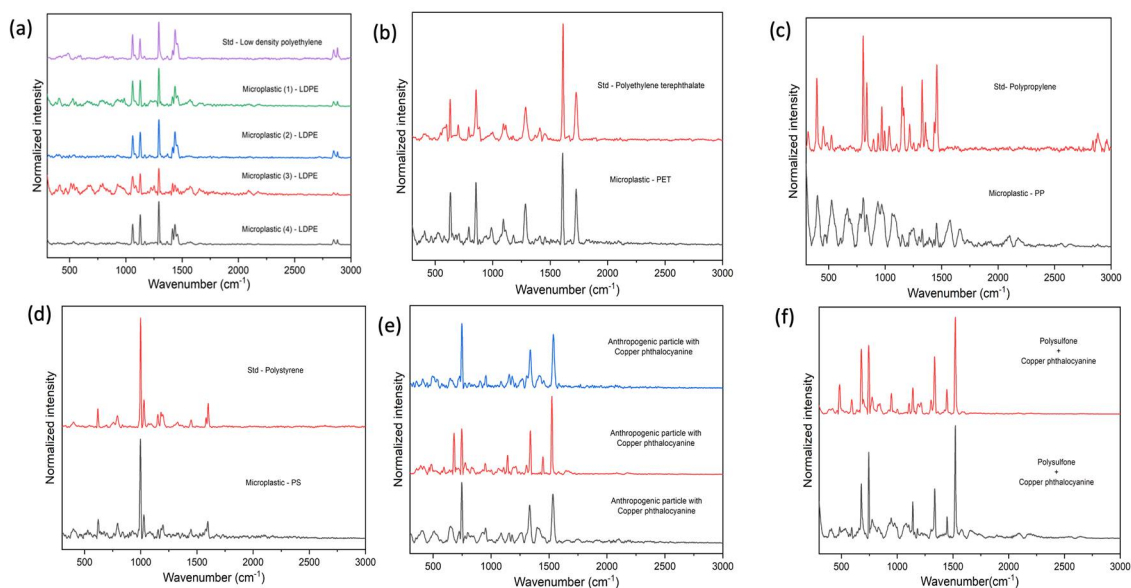 (a)
Normalized intensity
Std - Low density polyethylene
Microplastic (1) - LDPE
Microplastic (2) - LDPE
Microplastic (3) - LDPE
Microplastic (4) - LDPE
500 1000 1500 2000 2500 3000
Wavenumber (cm-1)
(b)
Normalized intensity
Std - Polyethylene terephthalate
Microplastic - PET
500 1000 1500 2000 2500 3000
Wavenumber (cm-1)
(c)
Normalized intensity
Std- Polypropylene
Microplastic - PP
500 1000 1500 2000 2500 3000
Wavenumber (cm-1)
(d)
Normalized intensity
Std - Polystyrene
Microplastic - PS
500 1000 1500 2000 2500 3000
Wavenumber (cm-1)
(e)
Normalized intensity
Anthropogenic particle with
Copper phthalocyanine
Anthropogenic particle with
Copper phthalocyanine
Anthropogenic particle with
Copper phthalocyanine
500 1000 1500 2000 2500 3000
Wavenumber (cm-1)
(f)
Normalized intensity
Polysulfone
+
Copper phthalocyanine
Polysulfone
+
Copper phthalocyanine
500 1000 1500 2000 2500 3000
Wavenumber(cm-1)